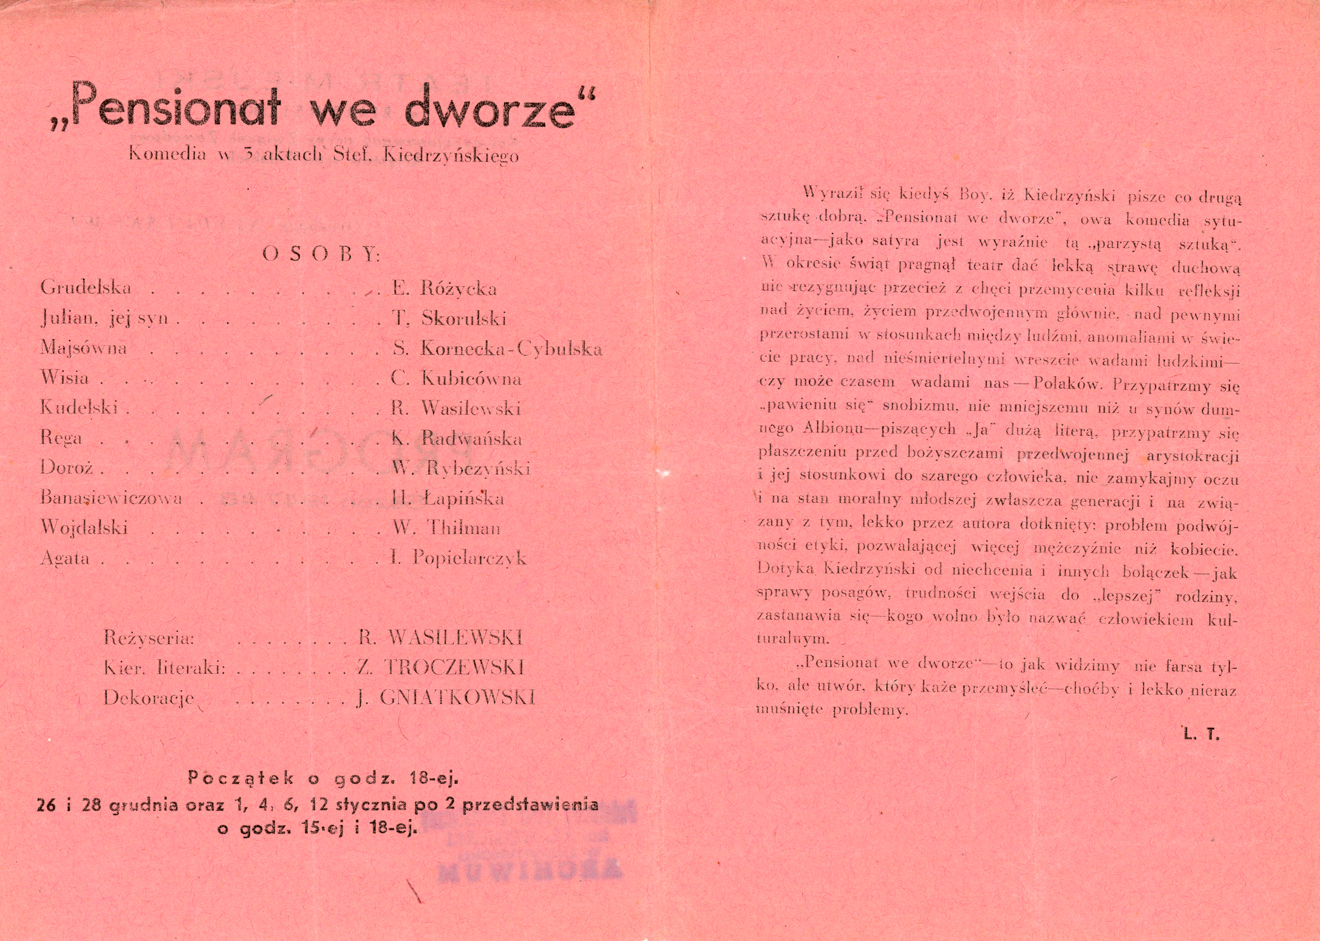 „Pensionat we dworze“
Komedia w 3 aktach Stef. Kiedrzyńskiego
OSOBY:
Grudelska . . . . . . . . . . E. Różycka
Julian, jej syn . . . . . . . . . T. Skorulski
Majsówna . . . . . . . . . . S. Kornecka-Cybulska
Wisia . . . . . . . . . . . . C. Kubicówna
Kudelski . . . . . . . . . . . R. Wasilewski
Rega . . . . . . . . . . . . K. Radwańska
Doroż . . . . . . . . . . . . W. Rybczyński
Banasiewiczowa . . . . . . . . H. Łapińska
Wojdalski . . . . . . . . . . W. Thilman
Agata . . . . . . . . . . . . I. Popielarczyk
Reżyseria: . . . . . . . . R. WASILEWSKI
Kier. literaki: . . . . . . . . Z. TROCZEWSKI
Dekoracje . . . . . . . . J. GNIATKOWSKI
Początek o godz. 18-ej.
26 i 28 grudnia oraz 1, 4, 6, 12 stycznia po 2 przedstawienia
o godz. 15-ej i 18-ej.
Wyraził się kiedyś Boy, iż Kiedrzyński pisze co drugą
sztukę dobrą. „Pensionat we dworze“, owa komedia sytu-
acyjna—jako satyra jest wyraźnie tą „parzystą sztuką“.
W okresie świąt pragnął teatr dać lekką strawę duchową
nie rezygnując przecież z chęci przemycenia kilku refleksji
nad życiem, życiem przedwojennym głównie, nad pewnymi
przerostami w stosunkach między ludźmi, anomaliami w świe-
cie pracy, nad nieśmiertelnymi wreszcie wadami ludzkimi—
czy może czasem wadami nas — Polaków. Przypatrzmy się
„pawieniu się“ snobizmu, nie mniejszemu niż u synów dum-
nego Albionu—piszących „Ja“ dużą literą, przypatrzmy się
płaszczeniu przed bożyszczami przedwojennej arystokracji
i jej stosunkowi do szarego człowieka, nie zamykajmy oczu
i na stan moralny młodszej zwłaszcza generacji i na zwią-
zany z tym, lekko przez autora dotknięty: problem podwój-
ności etyki, pozwalającej więcej mężczyźnie niż kobiecie.
Dotyka Kiedrzyński od niechcenia i innych bolączek — jak
sprawy posagów, trudności wejścia do „lepszej“ rodziny,
zastanawia się—kogo wolno było nazwać człowiekiem kul-
turalnym.
„Pensionat we dworze“—to jak widzimy nie farsa tyl-
ko, ale utwór, który każe przemyśleć—choćby i lekko nieraz
muśnięte problemy.
L. T.